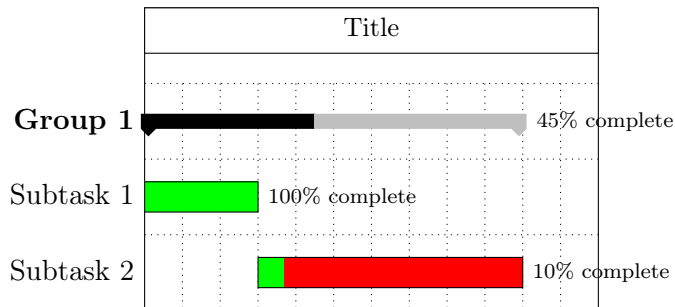 Title
Group 1 45% complete
Subtask 1 100% complete
Subtask 2 10% complete